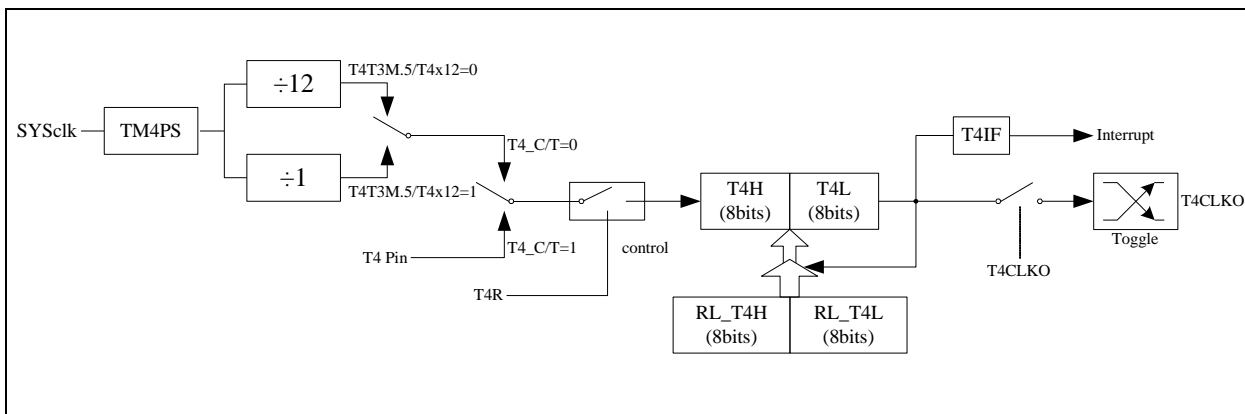 T4T3M.5/T4x12=0
÷12
SYSclk
TM4PS
T4_C/T=0
÷1
T4T3M.5/T4x12=1
T4 Pin
T4_C/T=1
T4R
control
T4H
(8bits)
T4L
(8bits)
RL_T4H
(8bits)
RL_T4L
(8bits)
T4IF
Interrupt
T4CLKO
Toggle
T4CLKO